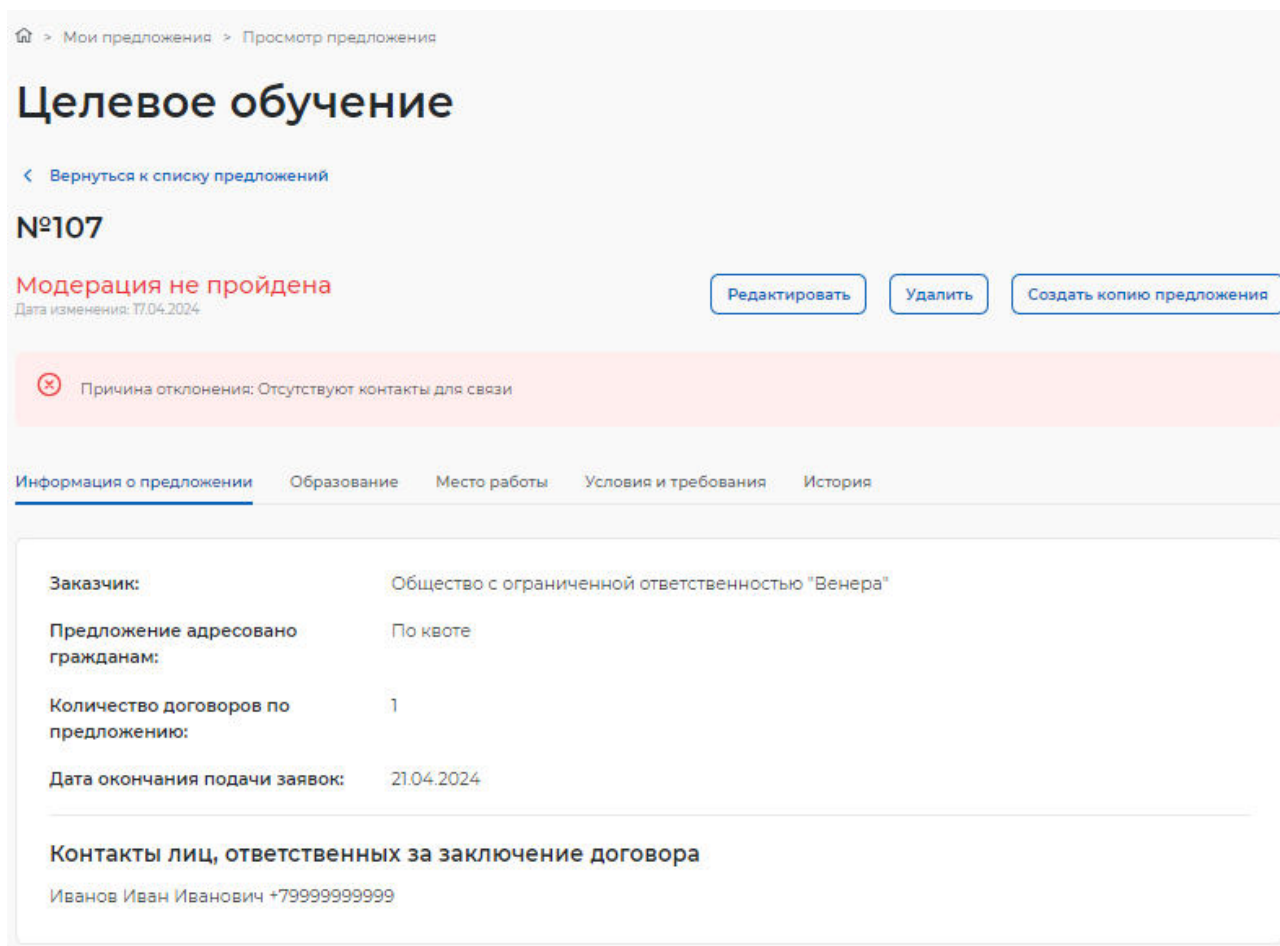 > Мои предложения > Просмотр предложения
Целевое обучение
< Вернуться к списку предложений
№107
Модерация не пройдена
Дата изменения: 17.04.2024
Редактировать Удалить Создать копию предложения
Причина отклонения: Отсутствуют контакты для связи
Информация о предложении Образование Место работы Условия и требования История
Заказчик: Общество с ограниченной ответственностью "Венера"
Предложение адресовано По квоте
гражданам:
Количество договоров по 1
предложению:
Дата окончания подачи заявок: 21.04.2024
Контакты лиц, ответственных за заключение договора
Иванов Иван Иванович +79999999999